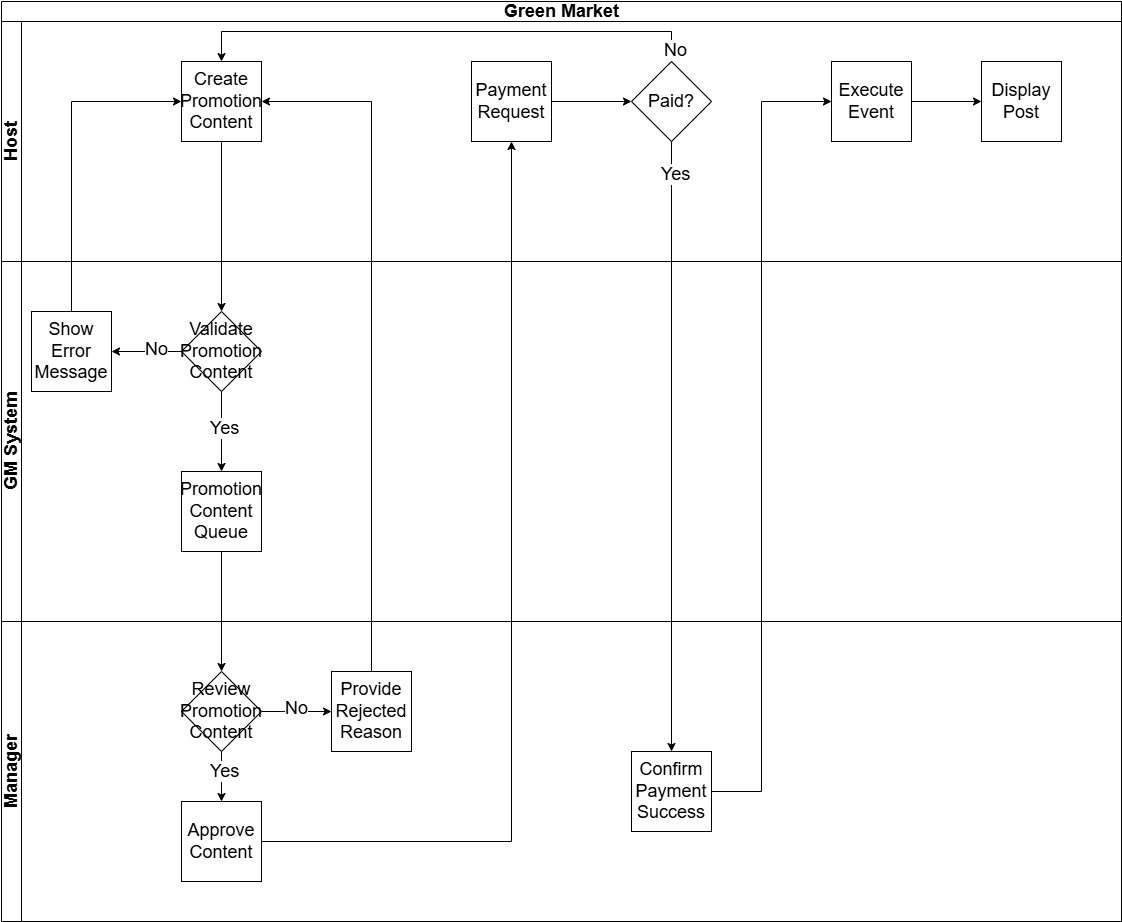 Green Market
Host
Create
Promotion
Content
Payment
Request
No
Paid?
Yes
Execute
Event
Display
Post
GM System
Show
Error
Message
No
Validate
Promotion
Content
Yes
Promotion
Content
Queue
Manager
Review
Promotion
Content
No
Provide
Rejected
Reason
Yes
Approve
Content
Confirm
Payment
Success